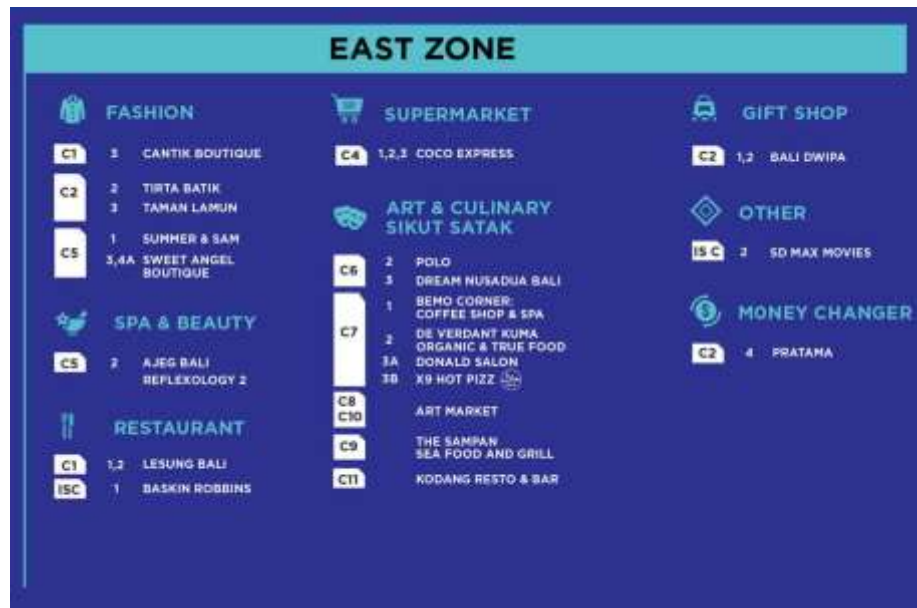 EAST ZONE
FASHION
C1 3 CANTIK BOUTIQUE
C2 2 TIRTA BATIK
3 TAMAN LAMUN
C5 1 SUMMER & SAM
3,4A SWEET ANGEL
BOUTIQUE
SPA & BEAUTY
C5 2 AJEG BALI
REFLEXOLOGY 2
RESTAURANT
C1 1,2 LESUNG BALI
ISC 1 BASKIN ROBBINS
SUPERMARKET
C4 1,2,3 COCO EXPRESS
ART & CULINARY
SIKUT SATAK
C6 2 POLO
3 DREAM NUSADUA BALI
C7 1 BEMO CORNER:
COFFEE SHOP & SPA
2 DE VERDANT KUMA
ORGANIC & TRUE FOOD
3A DONALD SALON
3B X9 HOT PIZZ
C8
C10 ART MARKET
C9 THE SAMPAN
SEA FOOD AND GRILL
C11 KODANG RESTO & BAR
GIFT SHOP
C2 1,2 BALI DWIPA
OTHER
IS C 2 5D MAX MOVIES
MONEY CHANGER
C2 4 PRATAMA